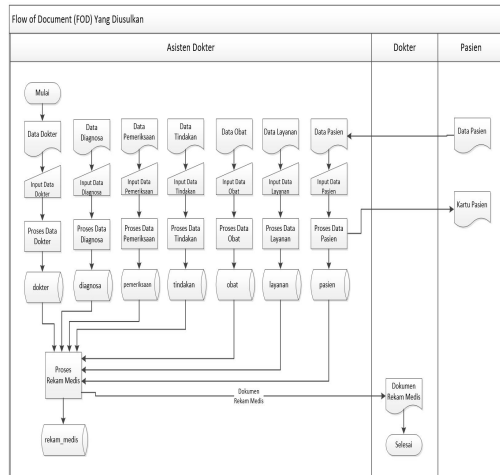 Flow of Document (FOD) Yang Diusulkan
Asisten Dokter
Dokter
Pasien
Mulai
Data Dokter
Data
Diagnosa
Data
Pemeriksaan
Data
Tindakan
Data Obat
Data Layanan
Data Pasien
Data Pasien
Input Data
Dokter
Input Data
Diagnosa
Input Data
Pemeriksaan
Input Data
Tindakan
Input Data
Obat
Input Data
Layanan
Input Data
Pasien
Kartu Pasien
Proses Data
Dokter
Proses Data
Diagnosa
Proses Data
Pemeriksaan
Proses Data
Tindakan
Proses Data
Obat
Proses Data
Layanan
Proses Data
Pasien
dokter
diagnosa
pemeriksaan
tindakan
obat
layanan
pasien
Proses
Rekam Medis
Dokumen
Rekam Medis
Dokumen
Rekam Medis
rekam_medis
Selesai